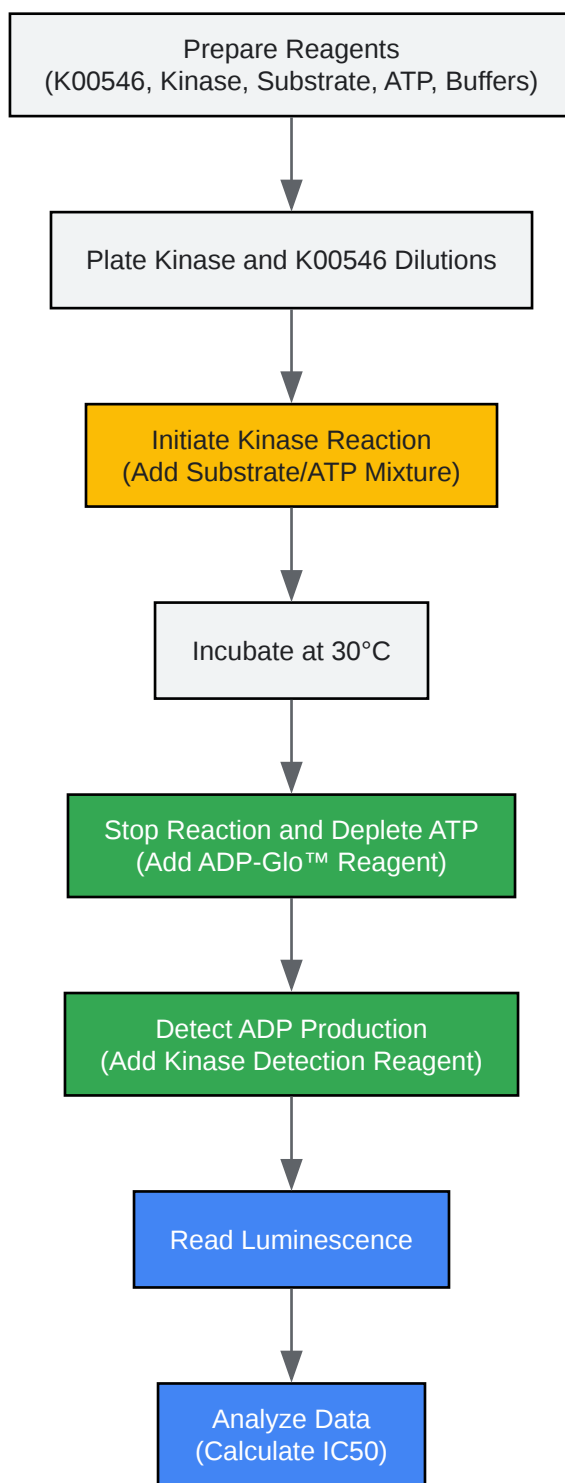 Prepare Reagents
(K00546, Kinase, Substrate, ATP, Buffers)
Plate Kinase and K00546 Dilutions
Initiate Kinase Reaction
(Add Substrate/ATP Mixture)
Incubate at 30°C
Stop Reaction and Deplete ATP
(Add ADP-Glo™ Reagent)
Detect ADP Production
(Add Kinase Detection Reagent)
Read Luminescence
Analyze Data
(Calculate IC50)